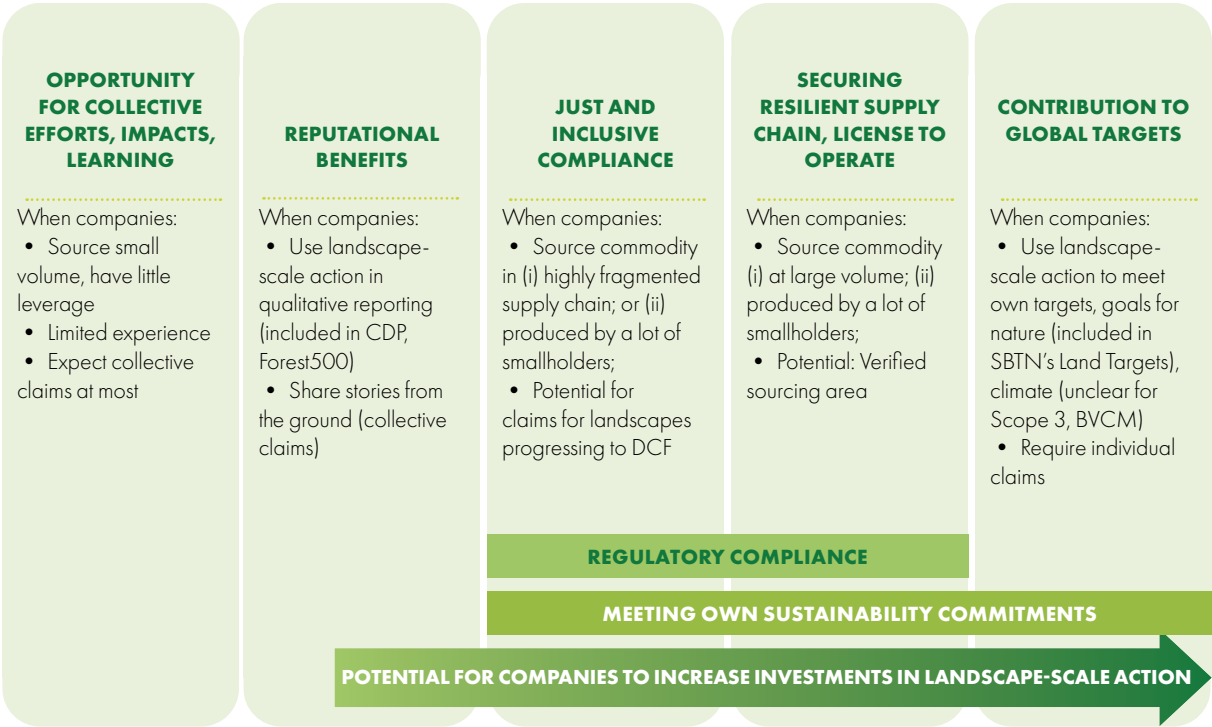 OPPORTUNITY
FOR COLLECTIVE
EFFORTS, IMPACTS,
LEARNING
When companies:
• Source small
volume, have little
leverage
• Limited experience
• Expect collective
claims at most
REPUTATIONAL
BENEFITS
When companies:
• Use landscape-
scale action in
qualitative reporting
(included in CDP,
Forest500)
• Share stories from
the ground (collective
claims)
JUST AND
INCLUSIVE
COMPLIANCE
When companies:
• Source commodity
in (i) highly fragmented
supply chain; or (ii)
produced by a lot of
smallholders;
• Potential for
claims for landscapes
progressing to DCF
SECURING
RESILIENT SUPPLY
CHAIN, LICENSE TO
OPERATE
When companies:
• Source commodity
(i) at large volume; (ii)
produced by a lot of
smallholders;
• Potential: Verified
sourcing area
CONTRIBUTION TO
GLOBAL TARGETS
When companies:
• Use landscape-
scale action to meet
own targets, goals for
nature (included in
SBTN's Land Targets),
climate (unclear for
Scope 3, BVCM)
• Require individual
claims
REGULATORY COMPLIANCE
MEETING OWN SUSTAINABILITY COMMITMENTS
POTENTIAL FOR COMPANIES TO INCREASE INVESTMENTS IN LANDSCAPE-SCALE ACTION